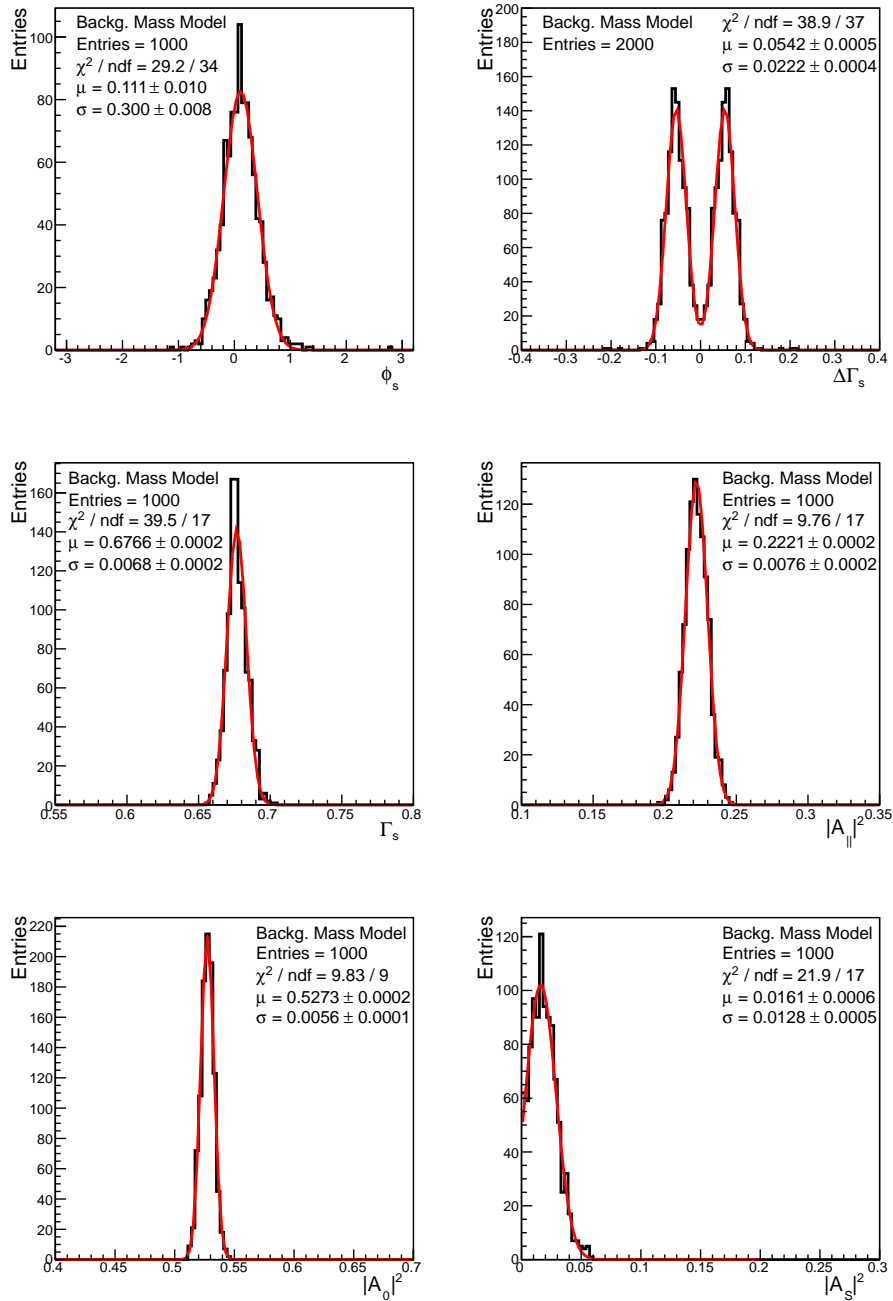 Entries
Backg. Mass Model
Entries = 1000
χ² / ndf = 29.2 / 34
μ = 0.111 ± 0.010
σ = 0.300 ± 0.008
100
80
60
40
20
0
-3 -2 -1 0 1 2 3
ϕ_s
Entries
Backg. Mass Model
Entries = 2000
χ² / ndf = 38.9 / 37
μ = 0.0542 ± 0.0005
σ = 0.0222 ± 0.0004
200
180
160
140
120
100
80
60
40
20
0
-0.4 -0.3 -0.2 -0.1 0 0.1 0.2 0.3 0.4
ΔΓ_s
Entries
Backg. Mass Model
Entries = 1000
χ² / ndf = 39.5 / 17
μ = 0.6766 ± 0.0002
σ = 0.0068 ± 0.0002
160
140
120
100
80
60
40
20
0
0.55 0.6 0.65 0.7 0.75 0.8
Γ_s
Entries
Backg. Mass Model
Entries = 1000
χ² / ndf = 9.76 / 17
μ = 0.2221 ± 0.0002
σ = 0.0076 ± 0.0002
120
100
80
60
40
20
0
0.1 0.15 0.2 0.25 0.3 0.35
|A_|||²
Entries
Backg. Mass Model
Entries = 1000
χ² / ndf = 9.83 / 9
μ = 0.5273 ± 0.0002
σ = 0.0056 ± 0.0001
220
200
180
160
140
120
100
80
60
40
20
0
0.4 0.45 0.5 0.55 0.6 0.65 0.7
|A_0|²
Entries
Backg. Mass Model
Entries = 1000
χ² / ndf = 21.9 / 17
μ = 0.0161 ± 0.0006
σ = 0.0128 ± 0.0005
120
100
80
60
40
20
0
0 0.05 0.1 0.15 0.2 0.25 0.3
|A_S|²